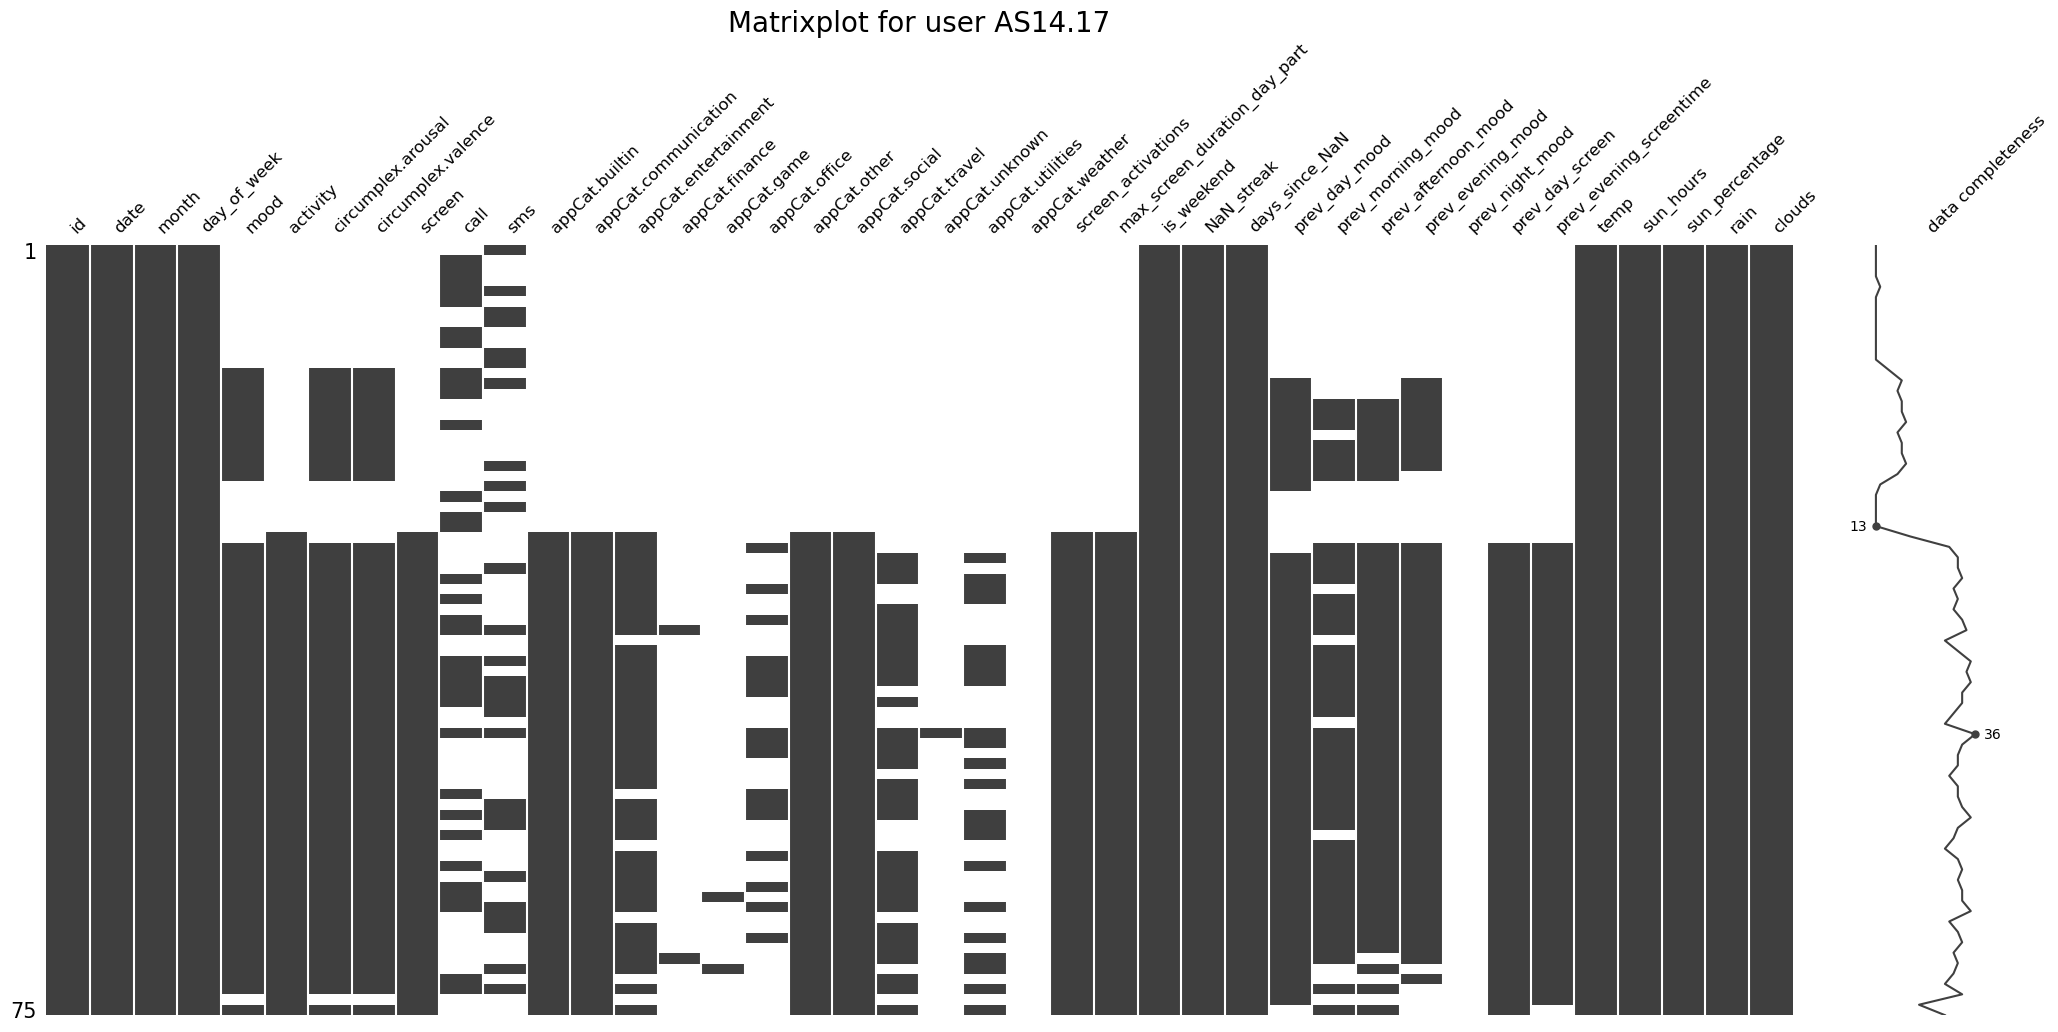 Matrixplot for user AS14.17
id
date
month
day_of_week
mood
activity
circumplex.arousal
circumplex.valence
screen
call
sms
appCat.builtin
appCat.communication
appCat.entertainment
appCat.finance
appCat.game
appCat.office
appCat.other
appCat.social
appCat.travel
appCat.unknown
appCat.utilities
appCat.weather
screen_activations
max_screen_duration_day_part
is_weekend
NaN_streak
days_since_NaN
prev_day_mood
prev_morning_mood
prev_afternoon_mood
prev_evening_mood
prev_night_mood
prev_day_screen
prev_evening_screentime
temp
sun_hours
sun_percentage
rain
clouds
data completeness
1
13
36
75